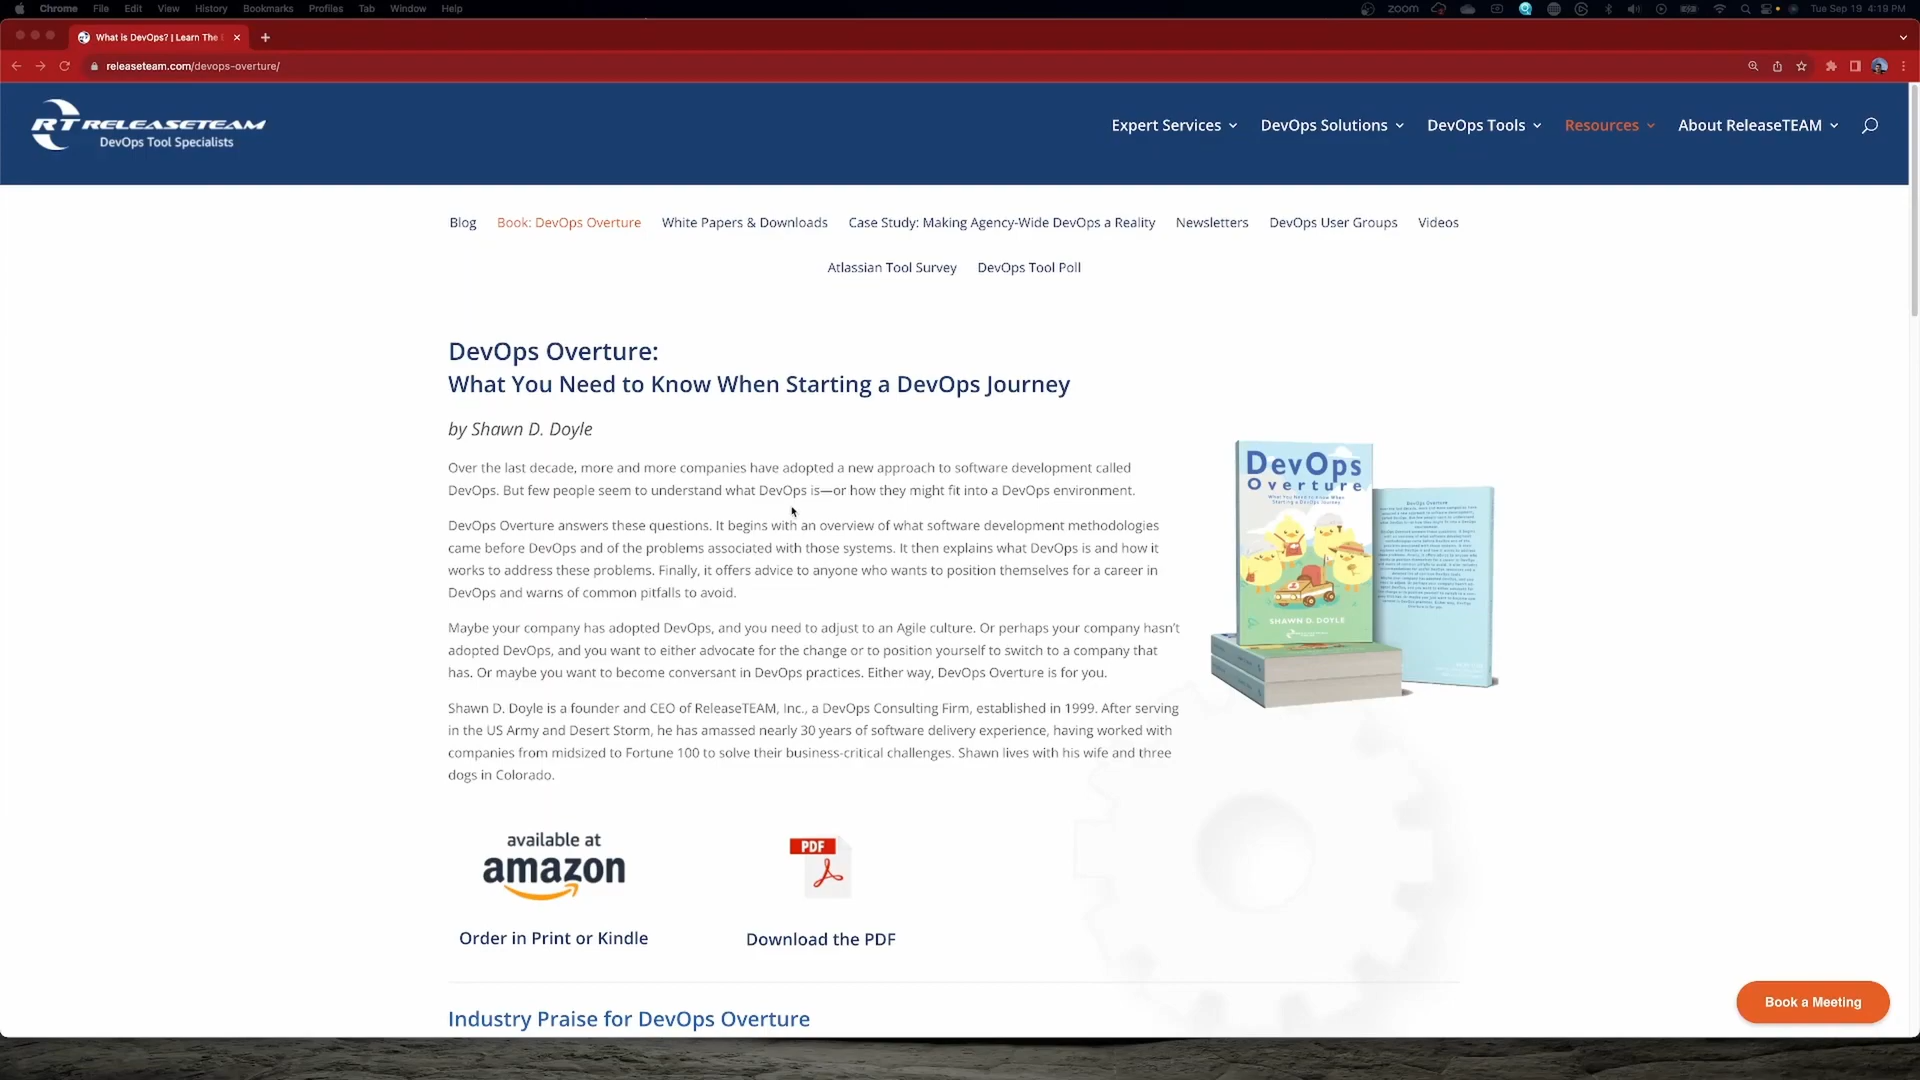 Chrome File Edit View History Bookmarks Profiles Tab Window Help
zoom
Tue Sep 19 4:19 PM
What is DevOps? | Learn The
releaseteam.com/devops-overture/
RT RELEASETEAM
DevOps Tool Specialists
Expert Services DevOps Solutions DevOps Tools Resources About ReleaseTEAM
Blog Book: DevOps Overture White Papers & Downloads Case Study: Making Agency-Wide DevOps a Reality Newsletters DevOps User Groups Videos
Atlassian Tool Survey DevOps Tool Poll
DevOps Overture:
What You Need to Know When Starting a DevOps Journey
by Shawn D. Doyle
Over the last decade, more and more companies have adopted a new approach to software development called
DevOps. But few people seem to understand what DevOps is—or how they might fit into a DevOps environment.
DevOps Overture answers these questions. It begins with an overview of what software development methodologies
came before DevOps and of the problems associated with those systems. It then explains what DevOps is and how it
works to address these problems. Finally, it offers advice to anyone who wants to position themselves for a career in
DevOps and warns of common pitfalls to avoid.
Maybe your company has adopted DevOps, and you need to adjust to an Agile culture. Or perhaps your company hasn't
adopted DevOps, and you want to either advocate for the change or to position yourself to switch to a company that
has. Or maybe you want to become conversant in DevOps practices. Either way, DevOps Overture is for you.
Shawn D. Doyle is a founder and CEO of ReleaseTEAM, Inc., a DevOps Consulting Firm, established in 1999. After serving
in the US Army and Desert Storm, he has amassed nearly 30 years of software delivery experience, having worked with
companies from midsized to Fortune 100 to solve their business-critical challenges. Shawn lives with his wife and three
dogs in Colorado.
DevOps
Overture
What You Need to Know When
Starting a DevOps Journey
SHAWN D. DOYLE
DevOps Overture
available at
amazon
PDF
Order in Print or Kindle
Download the PDF
Industry Praise for DevOps Overture
Book a Meeting